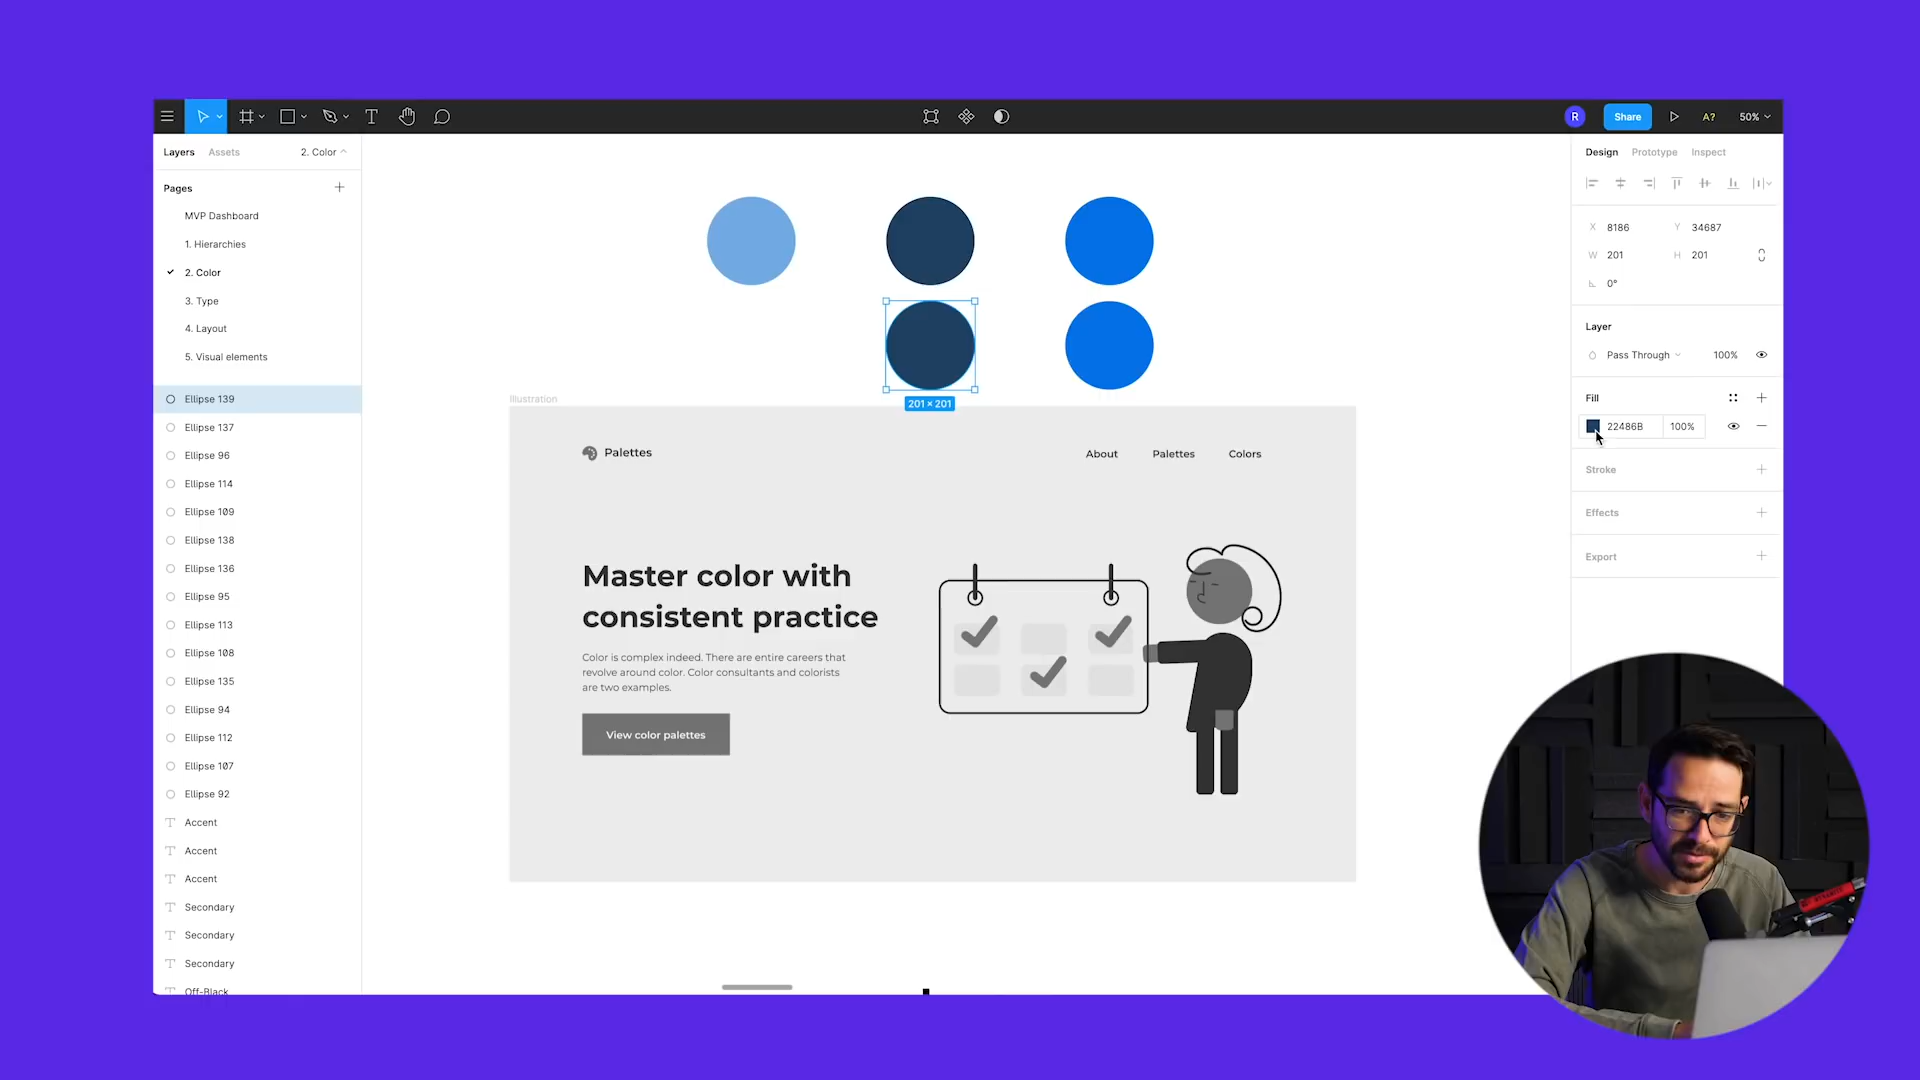 R
Share
A?
50%
Layers
Assets
2. Color
Design
Prototype
Inspect
Pages
MVP Dashboard
1. Hierarchies
2. Color
3. Type
4. Layout
5. Visual elements
Ellipse 139
Ellipse 137
Ellipse 96
Ellipse 114
Ellipse 109
Ellipse 138
Ellipse 136
Ellipse 95
Ellipse 113
Ellipse 108
Ellipse 135
Ellipse 94
Ellipse 112
Ellipse 107
Ellipse 92
Accent
Accent
Accent
Secondary
Secondary
Secondary
Off-Black
201 × 201
Illustration
Palettes
About
Palettes
Colors
Master color with
consistent practice
Color is complex indeed. There are entire careers that
revolve around color. Color consultants and colorists
are two examples.
View color palettes
X 8186
Y 34687
W 201
H 201
0°
Layer
Pass Through
100%
Fill
22486B
100%
Stroke
Effects
Export